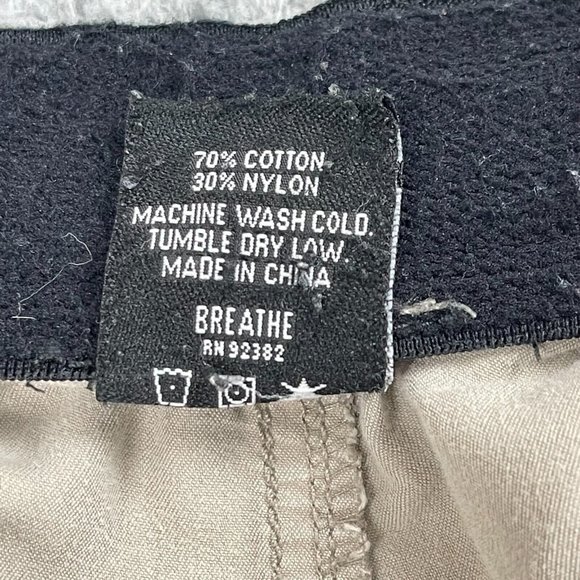 70% COTTON
30% NYLON
MACHINE WASH COLD.
TUMBLE DRY LOW.
MADE IN CHINA
BREATHE
RN 92382